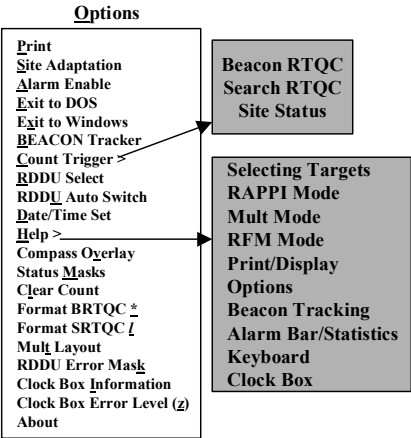 Options
Print
Site Adaptation
Alarm Enable
Exit to DOS
Exit to Windows
BEACON Tracker
Count Trigger >
RDDU Select
RDDU Auto Switch
Date/Time Set
Help >
Compass Overlay
Status Masks
Clear Count
Format BRTQC *
Format SRTQC /
Mult Layout
RDDU Error Mask
Clock Box Information
Clock Box Error Level (z)
About
Beacon RTQC
Search RTQC
Site Status
Selecting Targets
RAPPI Mode
Mult Mode
RFM Mode
Print/Display
Options
Beacon Tracking
Alarm Bar/Statistics
Keyboard
Clock Box